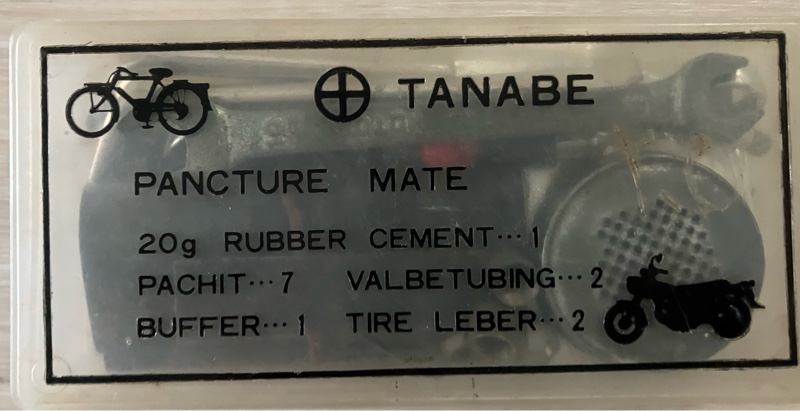 TANABE
PANCTURE MATE
20g RUBBER CEMENT…1
PACHIT…7 VALBETUBING…2
BUFFER…1 TIRE LEBER…2